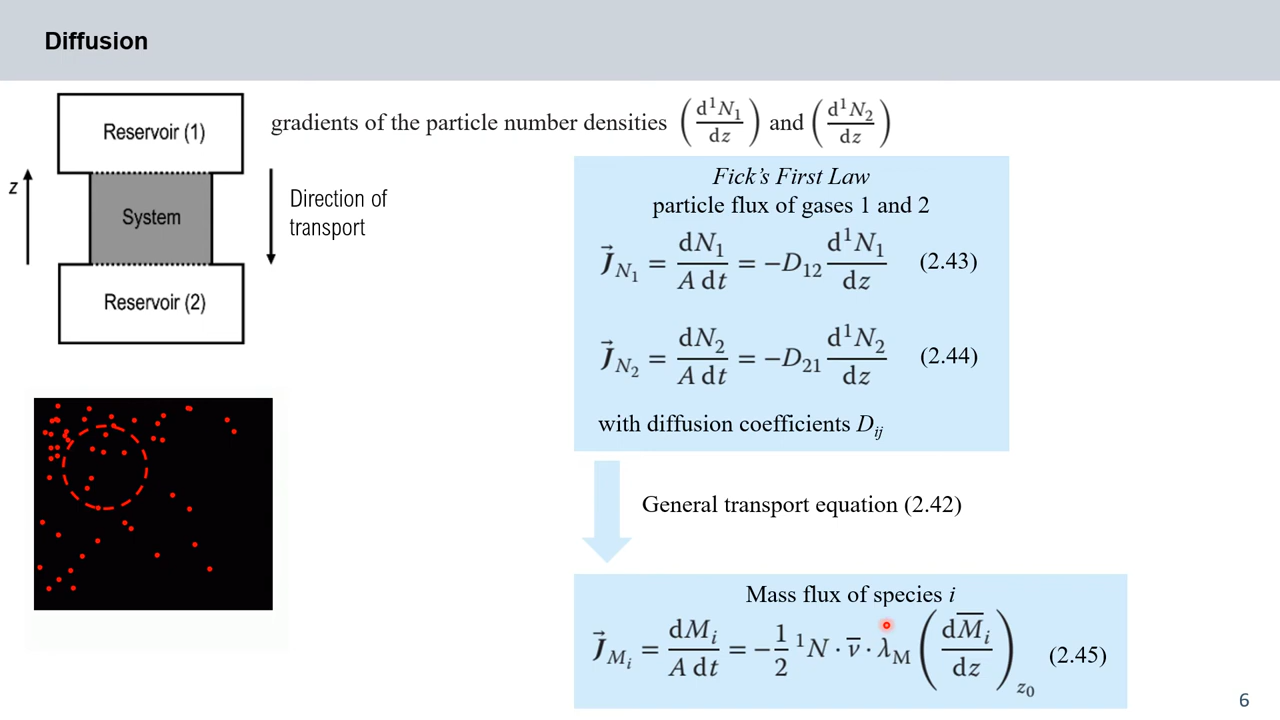 Diffusion
Reservoir (1)
z
System
Reservoir (2)
Direction of
transport
gradients of the particle number densities (d¹N₁/dz) and (d¹N₂/dz)
Fick's First Law
particle flux of gases 1 and 2
J⃗_N₁ = dN₁/(A dt) = −D₁₂ d¹N₁/dz (2.43)
J⃗_N₂ = dN₂/(A dt) = −D₂₁ d¹N₂/dz (2.44)
with diffusion coefficients D_ij
General transport equation (2.42)
Mass flux of species i
J⃗_Mᵢ = dMᵢ/(A dt) = −1/2 ¹N · v̅ · λ_M (dM̅ᵢ/dz)_z₀ (2.45)
6